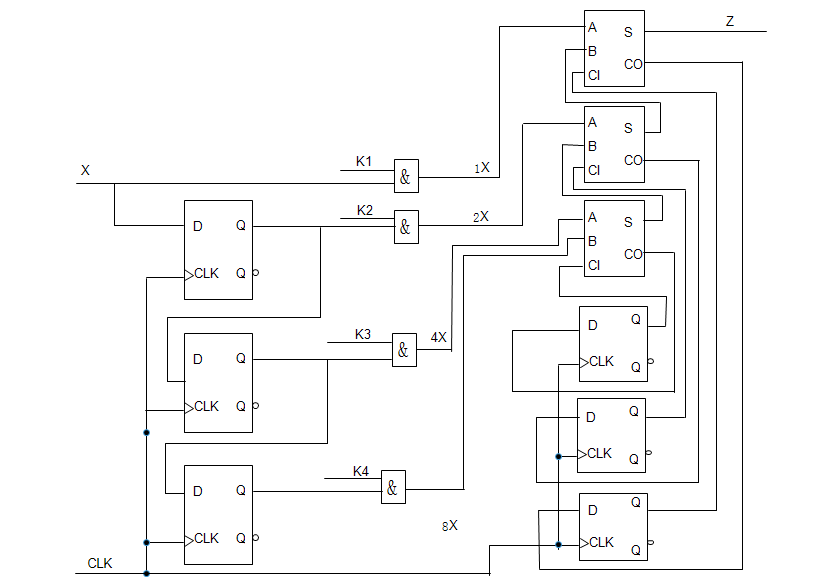 Z
A
S
B
CI
CO
A
S
B
CI
CO
K1
X
&
1X
K2
&
2X
A
S
B
CI
CO
D
Q
CLK
Q
K3
&
4X
D
Q
CLK
Q
D
Q
CLK
Q
K4
&
8X
D
Q
CLK
Q
D
Q
CLK
Q
D
Q
CLK
Q
CLK